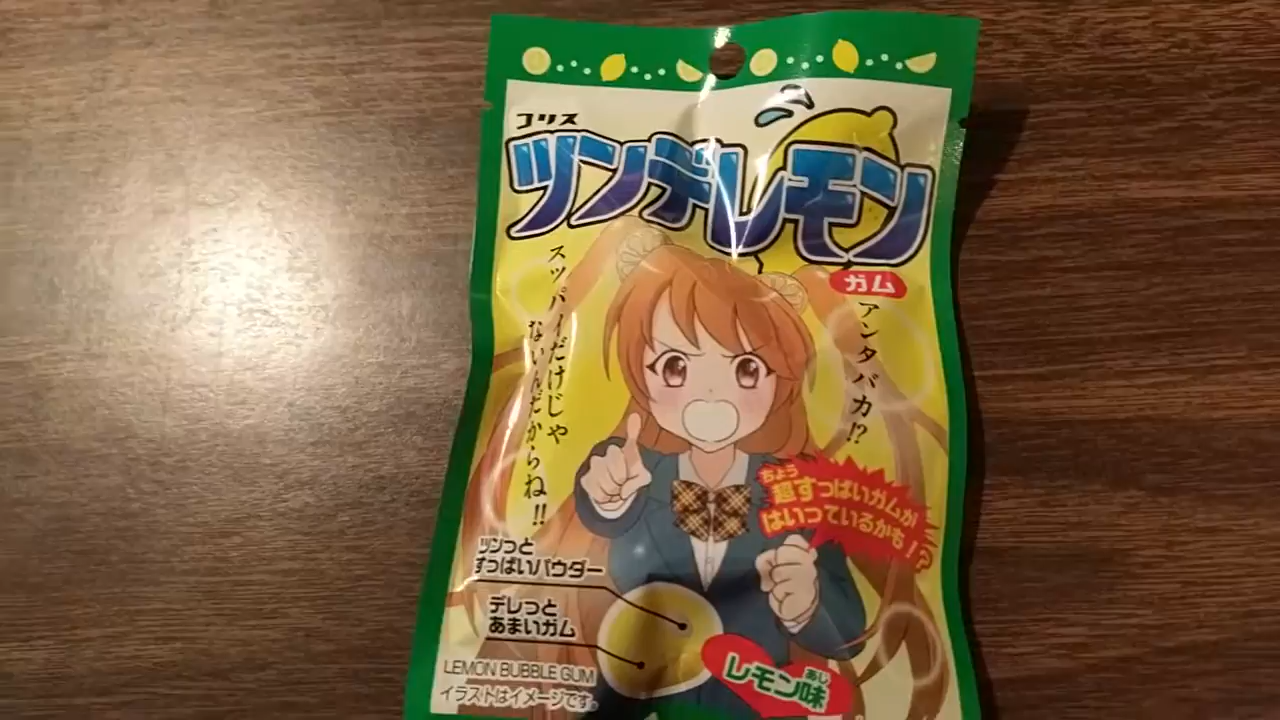 コリス
ツンデレモン
ガム
アンタバカ!?
スッパイだけじゃ
ないんだからね!!
ちょう
超すっぱいガムが
はいっているかも!?
ツンっと
すっぱいパウダー
デレっと
あまいガム
LEMON BUBBLE GUM
イラストはイメージです。
あじ
レモン味